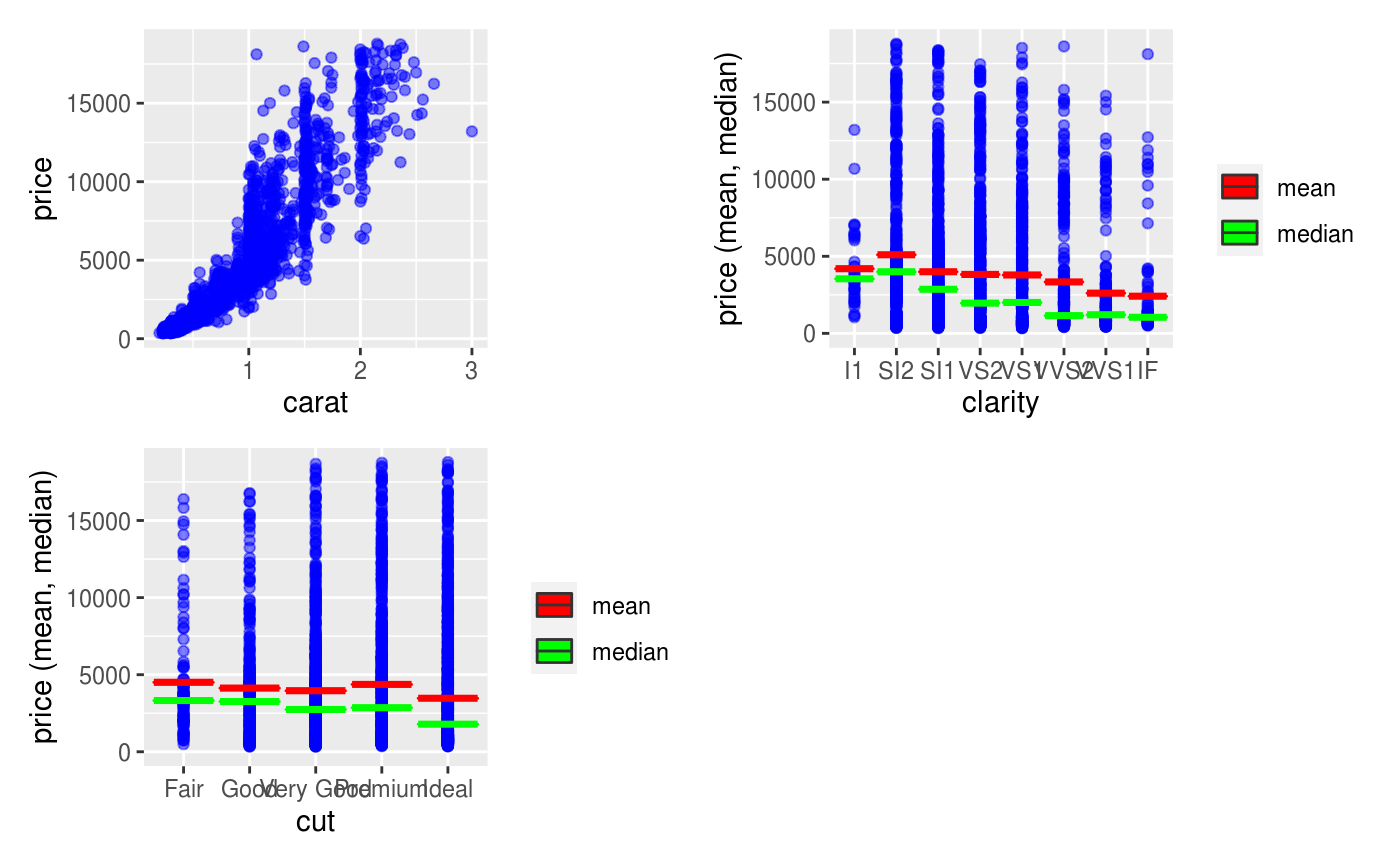 price
15000
10000
5000
0
1 2 3
carat
price (mean, median)
15000
10000
5000
0
I1 SI2 SI1 VS2 VS1 VVS2 VVS1 IF
clarity
mean
median
price (mean, median)
15000
10000
5000
0
Fair Good Very Good Premium Ideal
cut
mean
median